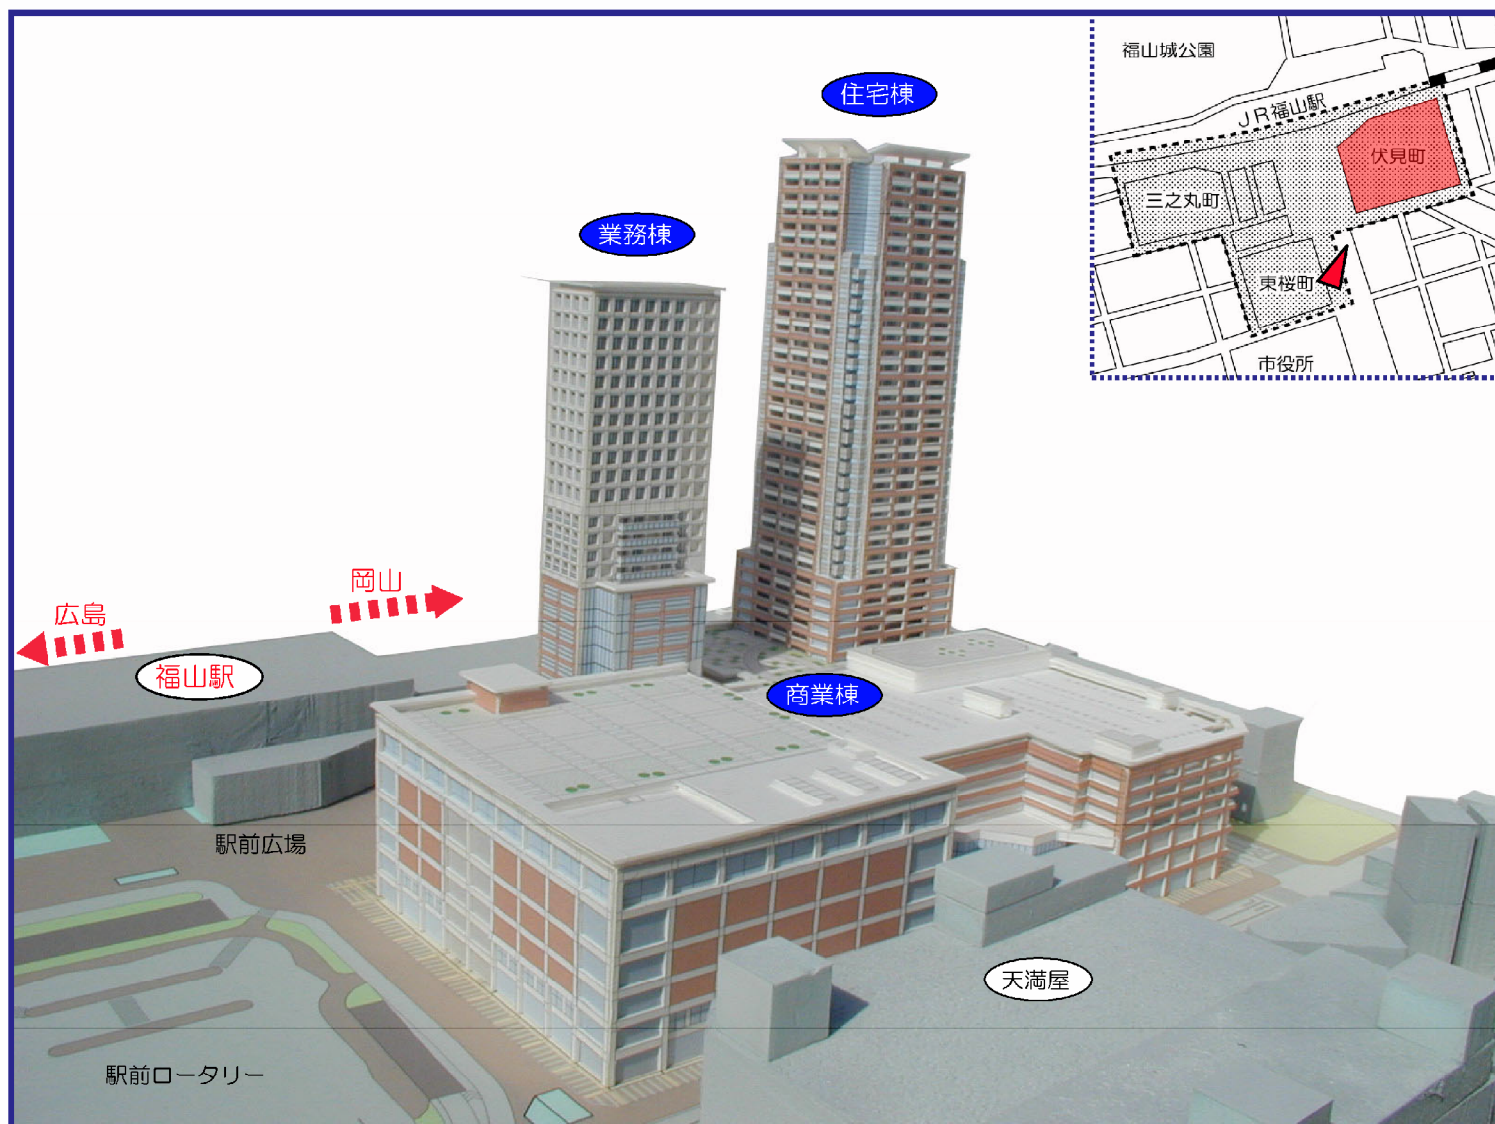 住宅棟
業務棟
福山城公園
JR福山駅
伏見町
三之丸町
東桜町
市役所
岡山
広島
福山駅
商業棟
駅前広場
天満屋
駅前ロータリー